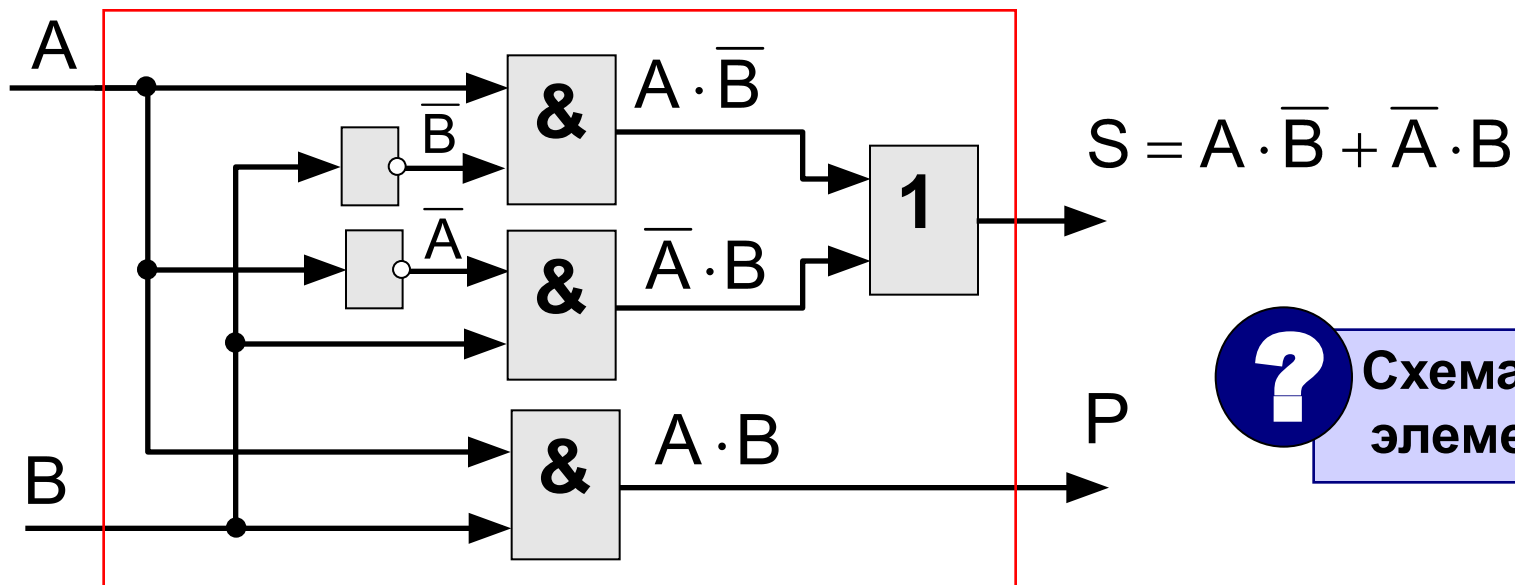 A
&
A · B̅
B̅
S = A · B̅ + A̅ · B
1
A̅
&
A̅ · B
?
Схема
элеме
P
&
A · B
B